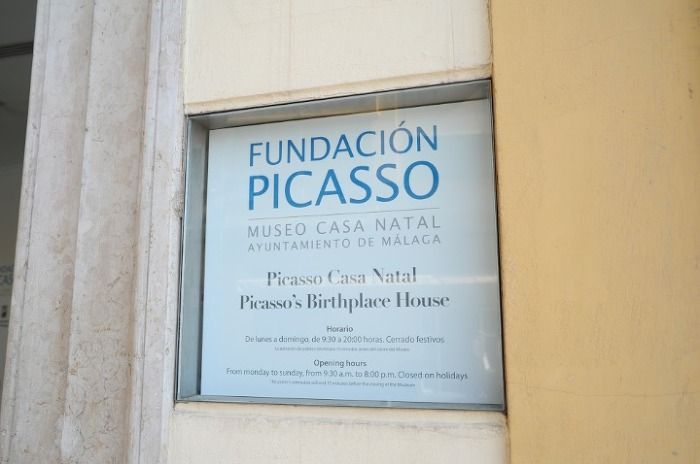 FUNDACIÓN
PICASSO
MUSEO CASA NATAL
AYUNTAMIENTO DE MÁLAGA
Picasso Casa Natal
Picasso's Birthplace House
Horario
De lunes a domingo, de 9:30 a 20:00 horas. Cerrado festivos
Opening hours
From monday to sunday, from 9:30 a.m. to 8:00 p.m. Closed on holidays